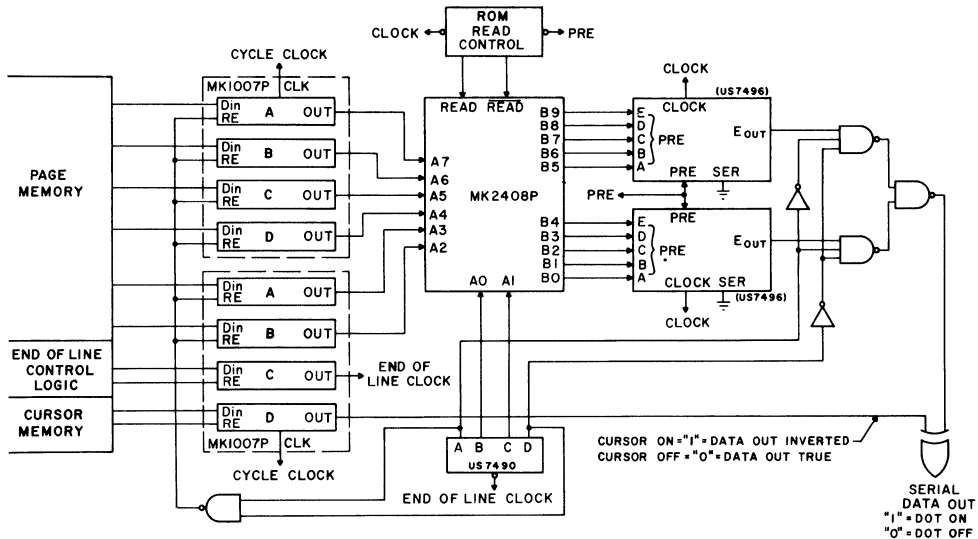 ROM
READ
CONTROL
CLOCK
PRE
CYCLE CLOCK
MK1007P CLK
Din
RE
A OUT
Din
RE
B OUT
Din
RE
C OUT
Din
RE
D OUT
PAGE
MEMORY
END OF LINE
CONTROL
LOGIC
CURSOR
MEMORY
Din
RE
A OUT
Din
RE
B OUT
Din
RE
C OUT
END OF
LINE CLOCK
Din
RE
D OUT
MK1007P CLK
CYCLE CLOCK
READ READ
A7
A6
A5
A4
A3
A2
MK2408P
A0 A1
B9
B8
B7
B6
B5
B4
B3
B2
B1
B0
CLOCK
(US7496)
CLOCK
E
D
C
B
A
PRE
EOUT
PRE SER
PRE
PRE
E
D
C
B
A
PRE
EOUT
CLOCK SER
(US7496)
CLOCK
A B C D
US7490
END OF LINE CLOCK
CURSOR ON="1"=DATA OUT INVERTED
CURSOR OFF="0"=DATA OUT TRUE
SERIAL
DATA OUT
"1"=DOT ON
"0"=DOT OFF